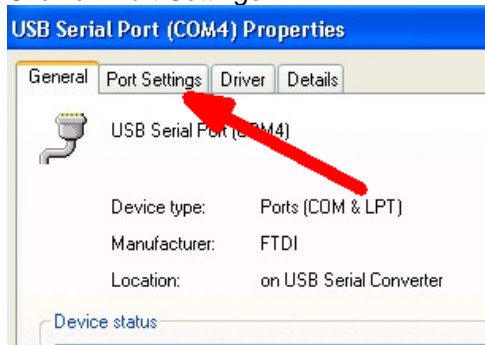 USB Serial Port (COM4) Properties
General Port Settings Driver Details
USB Serial Port (COM4)
Device type: Ports (COM & LPT)
Manufacturer: FTDI
Location: on USB Serial Converter
Device status